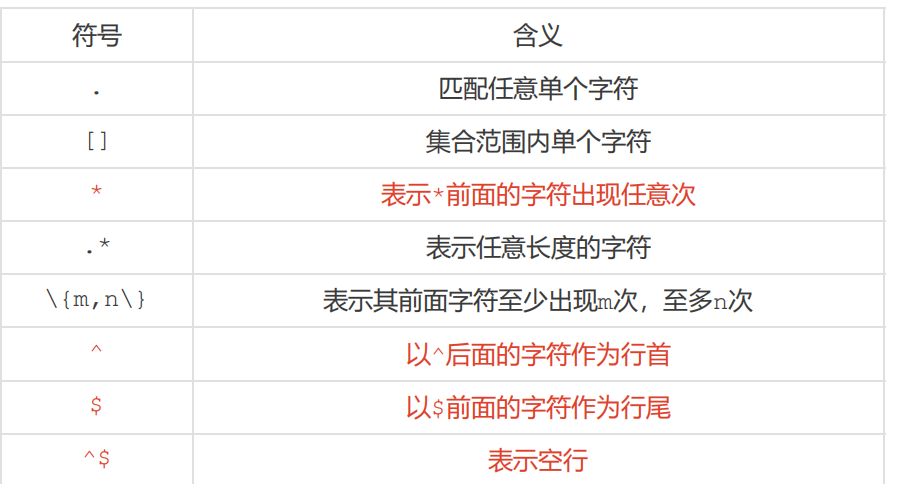 符号 含义
. 匹配任意单个字符
[] 集合范围内单个字符
* 表示*前面的字符出现任意次
.* 表示任意长度的字符
\{m,n\} 表示其前面字符至少出现m次，至多n次
^ 以^后面的字符作为行首
$ 以$前面的字符作为行尾
^$ 表示空行